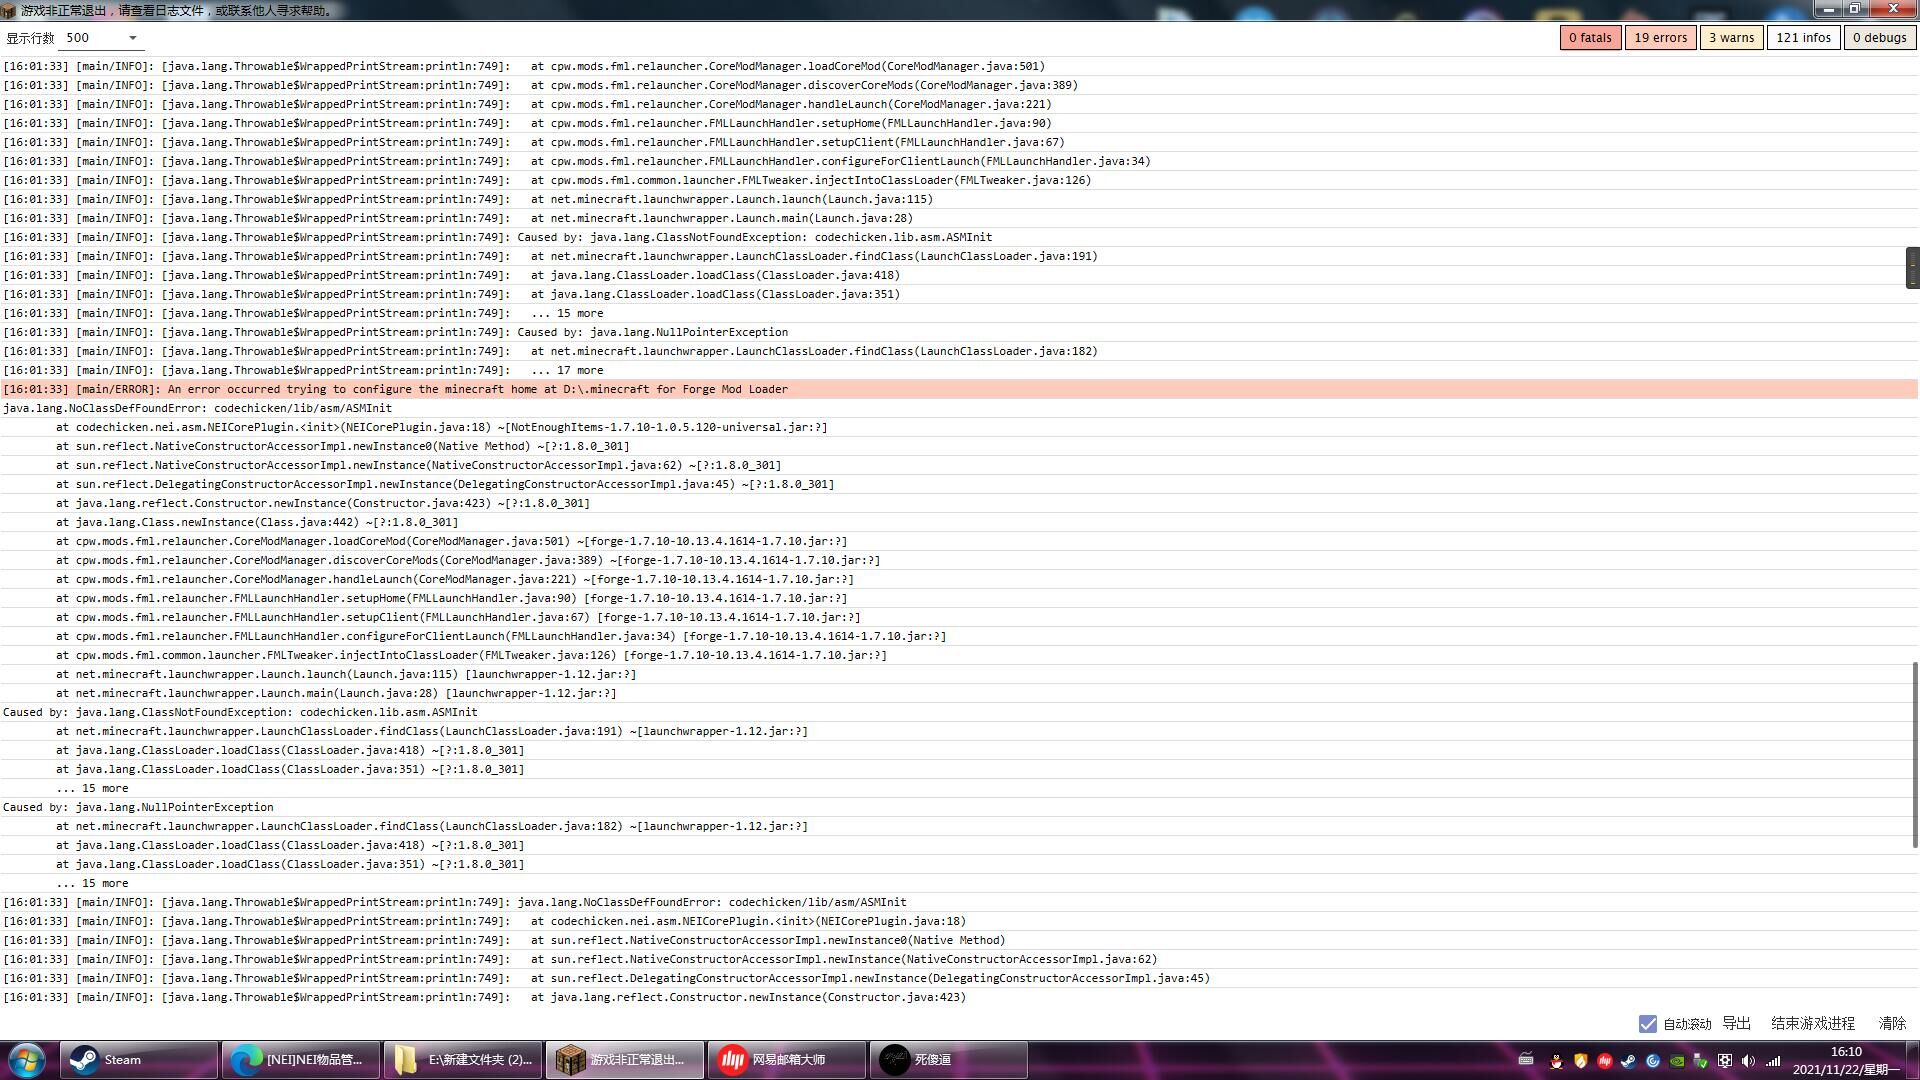 游戏非正常退出，请查看日志文件，或联系他人寻求帮助。
显示行数 500 0 fatals 19 errors 3 warns 121 infos 0 debugs
[16:01:33] [main/INFO]: [java.lang.Throwable$WrappedPrintStream:println:749]: at cpw.mods.fml.relauncher.CoreModManager.loadCoreMod(CoreModManager.java:501)
[16:01:33] [main/INFO]: [java.lang.Throwable$WrappedPrintStream:println:749]: at cpw.mods.fml.relauncher.CoreModManager.discoverCoreMods(CoreModManager.java:389)
[16:01:33] [main/INFO]: [java.lang.Throwable$WrappedPrintStream:println:749]: at cpw.mods.fml.relauncher.CoreModManager.handleLaunch(CoreModManager.java:221)
[16:01:33] [main/INFO]: [java.lang.Throwable$WrappedPrintStream:println:749]: at cpw.mods.fml.relauncher.FMLLaunchHandler.setupHome(FMLLaunchHandler.java:90)
[16:01:33] [main/INFO]: [java.lang.Throwable$WrappedPrintStream:println:749]: at cpw.mods.fml.relauncher.FMLLaunchHandler.setupClient(FMLLaunchHandler.java:67)
[16:01:33] [main/INFO]: [java.lang.Throwable$WrappedPrintStream:println:749]: at cpw.mods.fml.relauncher.FMLLaunchHandler.configureForClientLaunch(FMLLaunchHandler.java:34)
[16:01:33] [main/INFO]: [java.lang.Throwable$WrappedPrintStream:println:749]: at cpw.mods.fml.common.launcher.FMLTweaker.injectIntoClassLoader(FMLTweaker.java:126)
[16:01:33] [main/INFO]: [java.lang.Throwable$WrappedPrintStream:println:749]: at net.minecraft.launchwrapper.Launch.launch(Launch.java:115)
[16:01:33] [main/INFO]: [java.lang.Throwable$WrappedPrintStream:println:749]: at net.minecraft.launchwrapper.Launch.main(Launch.java:28)
[16:01:33] [main/INFO]: [java.lang.Throwable$WrappedPrintStream:println:749]: Caused by: java.lang.ClassNotFoundException: codechicken.lib.asm.ASMInit
[16:01:33] [main/INFO]: [java.lang.Throwable$WrappedPrintStream:println:749]: at net.minecraft.launchwrapper.LaunchClassLoader.findClass(LaunchClassLoader.java:191)
[16:01:33] [main/INFO]: [java.lang.Throwable$WrappedPrintStream:println:749]: at java.lang.ClassLoader.loadClass(ClassLoader.java:418)
[16:01:33] [main/INFO]: [java.lang.Throwable$WrappedPrintStream:println:749]: at java.lang.ClassLoader.loadClass(ClassLoader.java:351)
[16:01:33] [main/INFO]: [java.lang.Throwable$WrappedPrintStream:println:749]: ... 15 more
[16:01:33] [main/INFO]: [java.lang.Throwable$WrappedPrintStream:println:749]: Caused by: java.lang.NullPointerException
[16:01:33] [main/INFO]: [java.lang.Throwable$WrappedPrintStream:println:749]: at net.minecraft.launchwrapper.LaunchClassLoader.findClass(LaunchClassLoader.java:182)
[16:01:33] [main/INFO]: [java.lang.Throwable$WrappedPrintStream:println:749]: ... 17 more
[16:01:33] [main/ERROR]: An error occurred trying to configure the minecraft home at D:\.minecraft for Forge Mod Loader
java.lang.NoClassDefFoundError: codechicken/lib/asm/ASMInit
at codechicken.nei.asm.NEICorePlugin.<init>(NEICorePlugin.java:18) ~[NotEnoughItems-1.7.10-1.0.5.120-universal.jar:?]
at sun.reflect.NativeConstructorAccessorImpl.newInstance0(Native Method) ~[?:1.8.0_301]
at sun.reflect.NativeConstructorAccessorImpl.newInstance(NativeConstructorAccessorImpl.java:62) ~[?:1.8.0_301]
at sun.reflect.DelegatingConstructorAccessorImpl.newInstance(DelegatingConstructorAccessorImpl.java:45) ~[?:1.8.0_301]
at java.lang.reflect.Constructor.newInstance(Constructor.java:423) ~[?:1.8.0_301]
at java.lang.Class.newInstance(Class.java:442) ~[?:1.8.0_301]
at cpw.mods.fml.relauncher.CoreModManager.loadCoreMod(CoreModManager.java:501) ~[forge-1.7.10-10.13.4.1614-1.7.10.jar:?]
at cpw.mods.fml.relauncher.CoreModManager.discoverCoreMods(CoreModManager.java:389) ~[forge-1.7.10-10.13.4.1614-1.7.10.jar:?]
at cpw.mods.fml.relauncher.CoreModManager.handleLaunch(CoreModManager.java:221) ~[forge-1.7.10-10.13.4.1614-1.7.10.jar:?]
at cpw.mods.fml.relauncher.FMLLaunchHandler.setupHome(FMLLaunchHandler.java:90) [forge-1.7.10-10.13.4.1614-1.7.10.jar:?]
at cpw.mods.fml.relauncher.FMLLaunchHandler.setupClient(FMLLaunchHandler.java:67) [forge-1.7.10-10.13.4.1614-1.7.10.jar:?]
at cpw.mods.fml.relauncher.FMLLaunchHandler.configureForClientLaunch(FMLLaunchHandler.java:34) [forge-1.7.10-10.13.4.1614-1.7.10.jar:?]
at cpw.mods.fml.common.launcher.FMLTweaker.injectIntoClassLoader(FMLTweaker.java:126) [forge-1.7.10-10.13.4.1614-1.7.10.jar:?]
at net.minecraft.launchwrapper.Launch.launch(Launch.java:115) [launchwrapper-1.12.jar:?]
at net.minecraft.launchwrapper.Launch.main(Launch.java:28) [launchwrapper-1.12.jar:?]
Caused by: java.lang.ClassNotFoundException: codechicken.lib.asm.ASMInit
at net.minecraft.launchwrapper.LaunchClassLoader.findClass(LaunchClassLoader.java:191) ~[launchwrapper-1.12.jar:?]
at java.lang.ClassLoader.loadClass(ClassLoader.java:418) ~[?:1.8.0_301]
at java.lang.ClassLoader.loadClass(ClassLoader.java:351) ~[?:1.8.0_301]
... 15 more
Caused by: java.lang.NullPointerException
at net.minecraft.launchwrapper.LaunchClassLoader.findClass(LaunchClassLoader.java:182) ~[launchwrapper-1.12.jar:?]
at java.lang.ClassLoader.loadClass(ClassLoader.java:418) ~[?:1.8.0_301]
at java.lang.ClassLoader.loadClass(ClassLoader.java:351) ~[?:1.8.0_301]
... 15 more
[16:01:33] [main/INFO]: [java.lang.Throwable$WrappedPrintStream:println:749]: java.lang.NoClassDefFoundError: codechicken/lib/asm/ASMInit
[16:01:33] [main/INFO]: [java.lang.Throwable$WrappedPrintStream:println:749]: at codechicken.nei.asm.NEICorePlugin.<init>(NEICorePlugin.java:18)
[16:01:33] [main/INFO]: [java.lang.Throwable$WrappedPrintStream:println:749]: at sun.reflect.NativeConstructorAccessorImpl.newInstance0(Native Method)
[16:01:33] [main/INFO]: [java.lang.Throwable$WrappedPrintStream:println:749]: at sun.reflect.NativeConstructorAccessorImpl.newInstance(NativeConstructorAccessorImpl.java:62)
[16:01:33] [main/INFO]: [java.lang.Throwable$WrappedPrintStream:println:749]: at sun.reflect.DelegatingConstructorAccessorImpl.newInstance(DelegatingConstructorAccessorImpl.java:45)
[16:01:33] [main/INFO]: [java.lang.Throwable$WrappedPrintStream:println:749]: at java.lang.reflect.Constructor.newInstance(Constructor.java:423)
自动滚动 导出 结束游戏进程 清除
Steam [NEI]NEI物品管... E:\新建文件夹 (2)... 游戏非正常退出... 网易邮箱大师 死傻逼 16:10
2021/11/22/星期一